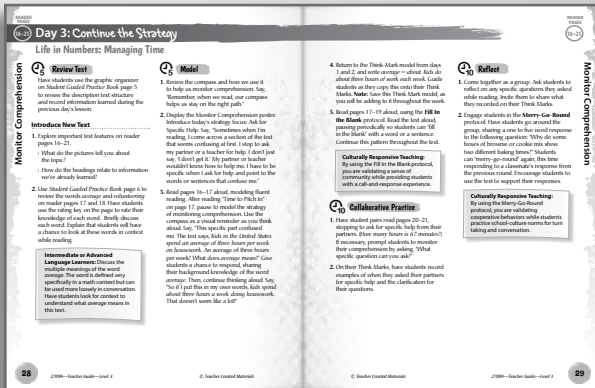 READER PAGES
16–21
Day 3: Continue the Strategy
Life in Numbers: Managing Time
Monitor Comprehension
5
Review Text
Have students use the graphic organizer
on Student Guided Practice Book page 5
to review the description text structure
and record information learned during the
previous day's lesson.
Introduce New Text
1. Explore important text features on reader
pages 16–21.
› What do the pictures tell you about
the topic?
› How do the headings relate to information
we've already learned?
2. Use Student Guided Practice Book page 6 to
review the words average and volunteering
on reader pages 17 and 18. Have students
use the rating key on the page to rate their
knowledge of each word. Briefly discuss
each word. Explain that students will have
a chance to look at these words in context
while reading.
Intermediate or Advanced
Language Learners: Discuss the
multiple meanings of the word
average. The word is defined very
specifically in a math context but can
be used more loosely in conversation.
Have students look for context to
understand what average means in
this text.
5
Model
1. Review the compass and how we use it
to help us monitor comprehension. Say,
"Remember, when we read, our compass
helps us stay on the right path."
2. Display the Monitor Comprehension poster.
Introduce today's strategy focus: Ask for
Specific Help. Say, "Sometimes when I'm
reading, I come across a section of the text
that seems confusing at first. I stop to ask
my partner or a teacher for help. I don't just
say, 'I don't get it.' My partner or teacher
wouldn't know how to help me. I have to be
specific when I ask for help and point to the
words or sentences that confuse me."
3. Read pages 16–17 aloud, modeling fluent
reading. After reading "Time to Pitch In"
on page 17, pause to model the strategy
of monitoring comprehension. Use the
compass as a visual reminder as you think
aloud. Say, "This specific part confused
me. The text says, kids in the United States
spend an average of three hours per week
on housework. An average of three hours
per week? What does average mean?" Give
students a chance to respond, sharing
their background knowledge of the word
average. Then, continue thinking aloud. Say,
"So if I put this in my own words, kids spend
about three hours a week doing housework.
That doesn't seem like a lot!"
28
27099—Teacher Guide—Level 3
© Teacher Created Materials
READER PAGES
16–21
Monitor Comprehension
4. Return to the Think-Mark model from days
1 and 2, and write average = about. Kids do
about three hours of work each week. Guide
students as they copy this onto their Think
Marks. Note: Save this Think Mark model, as
you will be adding to it throughout the week.
5. Read pages 17–19 aloud, using the Fill In
the Blank protocol. Read the text aloud,
pausing periodically so students can "fill
in the blank" with a word or a sentence.
Continue this pattern throughout the text.
Culturally Responsive Teaching:
By using the Fill In the Blank protocol,
you are validating a sense of
community while providing students
with a call-and-response experience.
10
Collaborative Practice
1. Have student pairs read pages 20–21,
stopping to ask for specific help from their
partners. (How many hours is 67 minutes?)
If necessary, prompt students to monitor
their comprehension by asking, "What
specific question can you ask?"
2. On their Think Marks, have students record
examples of when they asked their partners
for specific help and the clarification for
their questions.
10
Reflect
1. Come together as a group. Ask students to
reflect on any specific questions they asked
while reading. Invite them to share what
they recorded on their Think Marks.
2. Engage students in the Merry-Go-Round
protocol. Have students go around the
group, sharing a one to five word response
to the following question: "Why do some
boxes of brownie or cookie mix show
two different baking times?" Students
can "merry-go-round" again, this time
responding to a classmate's response from
the previous round. Encourage students to
use the text to support their responses.
Culturally Responsive Teaching:
By using the Merry-Go-Round
protocol, you are validating
cooperative behaviors while students
practice school-culture norms for turn
taking and conversation.
© Teacher Created Materials
27099—Teacher Guide—Level 3
29